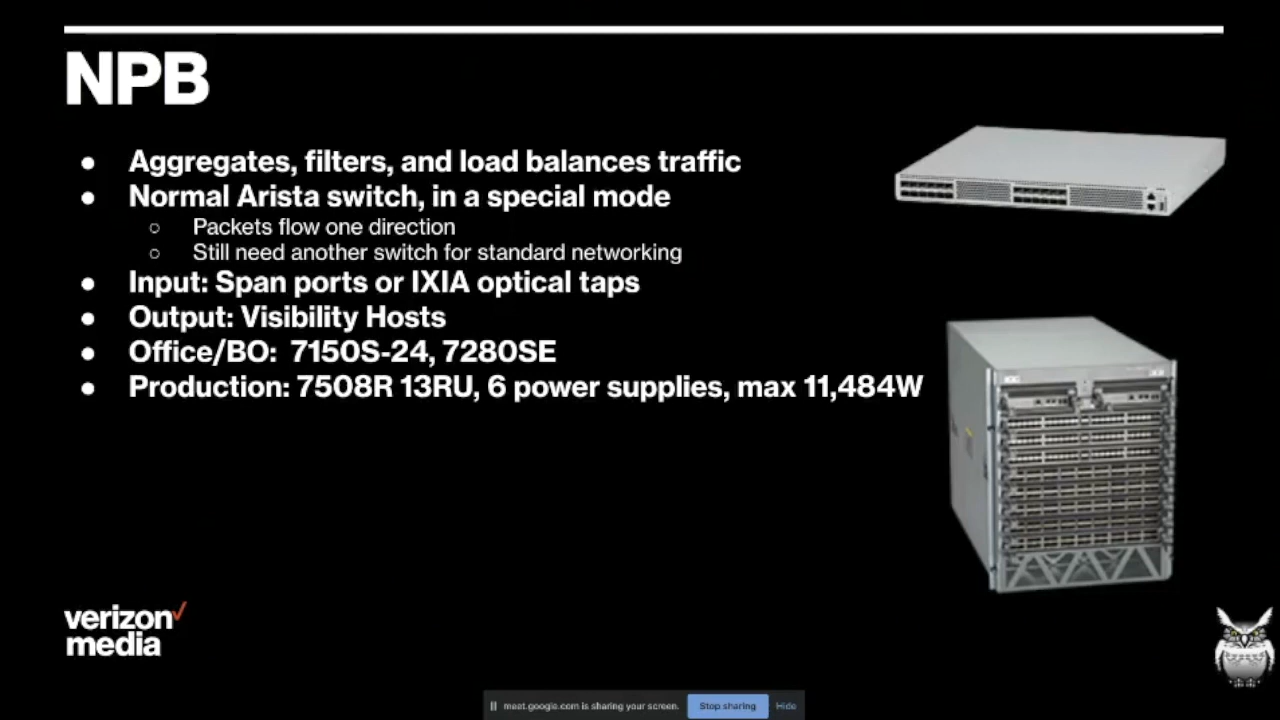 NPB
● Aggregates, filters, and load balances traffic
● Normal Arista switch, in a special mode
○ Packets flow one direction
○ Still need another switch for standard networking
● Input: Span ports or IXIA optical taps
● Output: Visibility Hosts
● Office/BO: 7150S-24, 7280SE
● Production: 7508R 13RU, 6 power supplies, max 11,484W
verizon✓
media
meet.google.com is sharing your screen. Stop sharing Hide